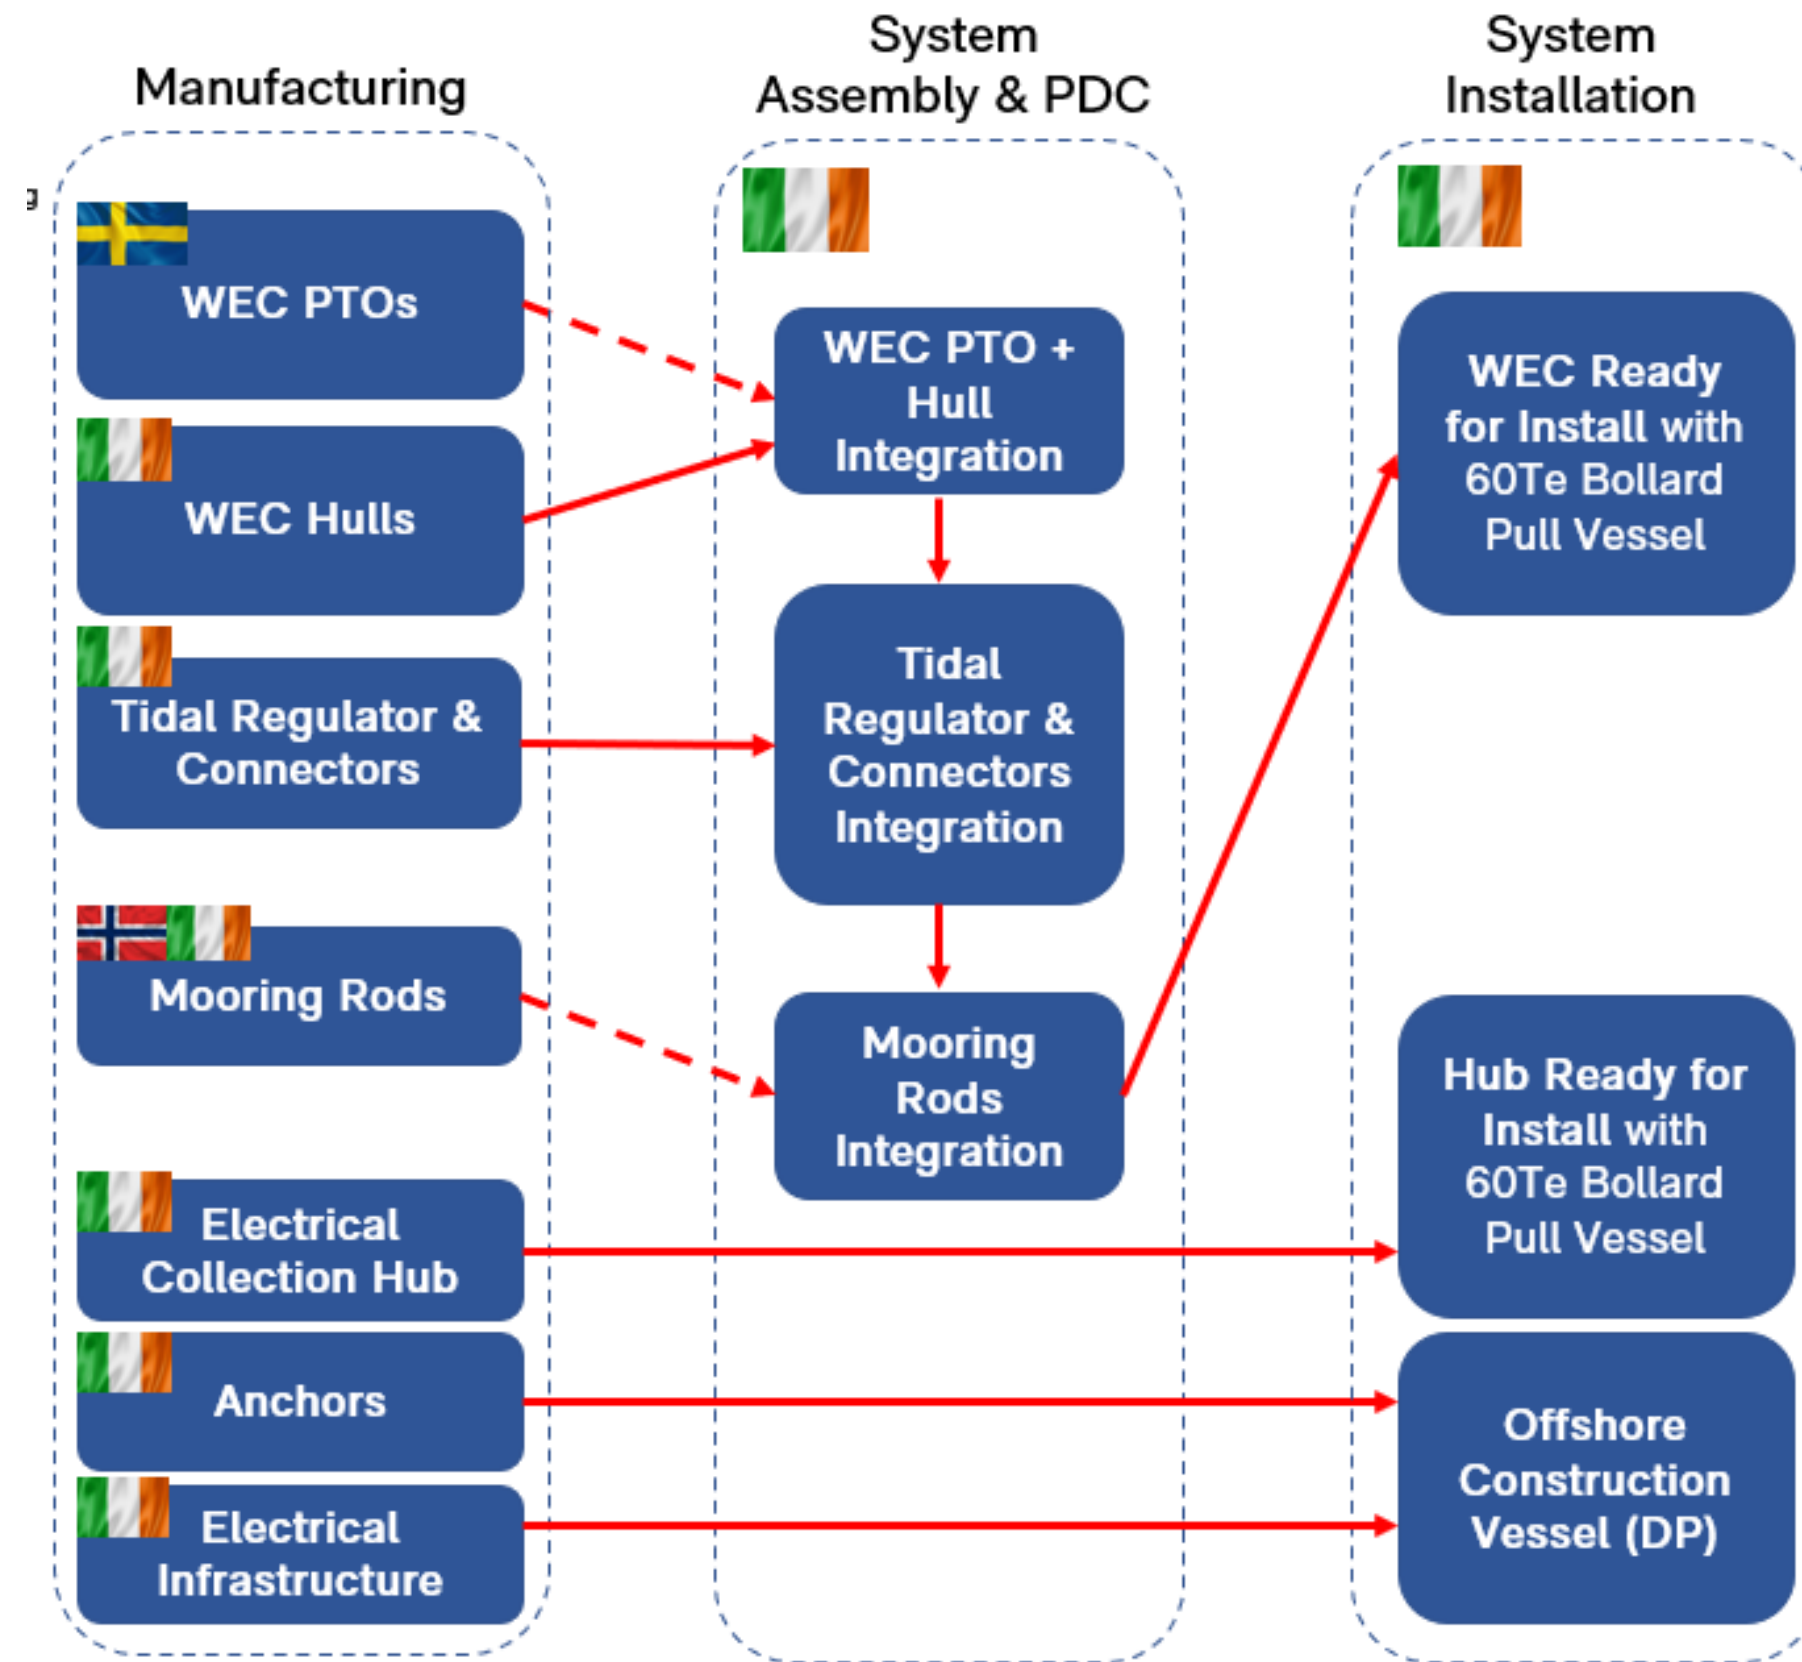 Manufacturing
System
Assembly & PDC
System
Installation
g
WEC PTOs
WEC Hulls
Tidal Regulator &
Connectors
Mooring Rods
Electrical
Collection Hub
Anchors
Electrical
Infrastructure
WEC PTO +
Hull
Integration
Tidal
Regulator &
Connectors
Integration
Mooring
Rods
Integration
WEC Ready
for Install with
60Te Bollard
Pull Vessel
Hub Ready for
Install with
60Te Bollard
Pull Vessel
Offshore
Construction
Vessel (DP)